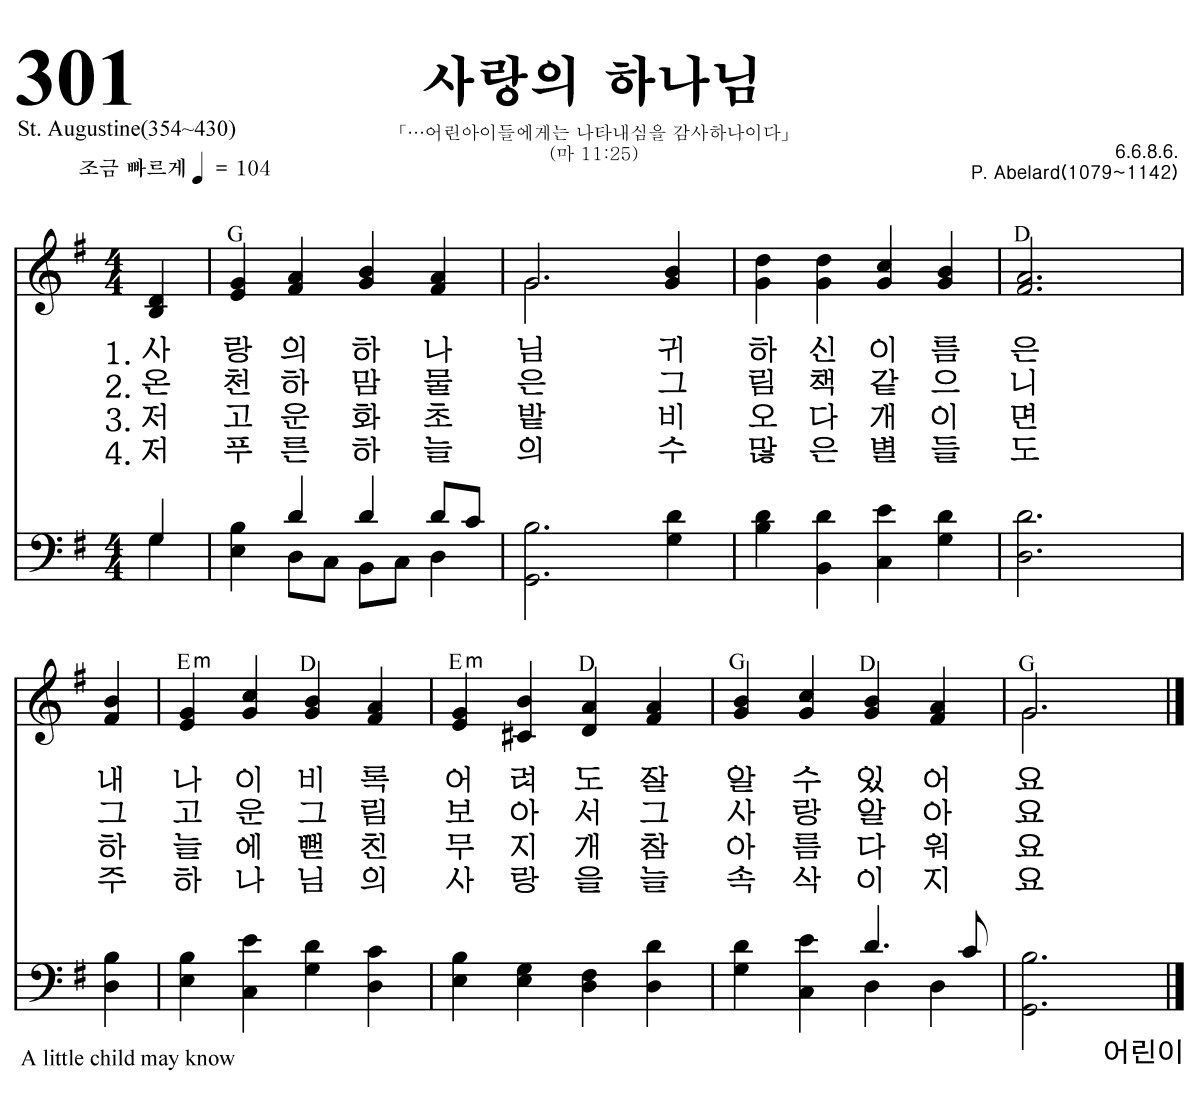 301
사랑의 하나님
St. Augustine(354~430)
「…어린아이들에게는 나타내심을 감사하나이다」
(마 11:25)
6.6.8.6.
조금 빠르게 ♩ = 104
P. Abelard(1079~1142)
G D
1. 사 랑 의 하 나 님 귀 하 신 이 름 은
2. 온 천 하 맘 물 은 그 림 책 같 으 니
3. 저 고 운 화 초 밭 비 오 다 개 이 면
4. 저 푸 른 하 늘 의 수 많 은 별 들 도
Em D Em D G D G
내 나 이 비 록 어 려 도 잘 알 수 있 어 요
그 고 운 그 림 보 아 서 그 사 랑 알 아 요
하 늘 에 뻗 친 무 지 개 참 아 름 다 워 요
주 하 나 님 의 사 랑 을 늘 속 삭 이 지 요
A little child may know
어린이